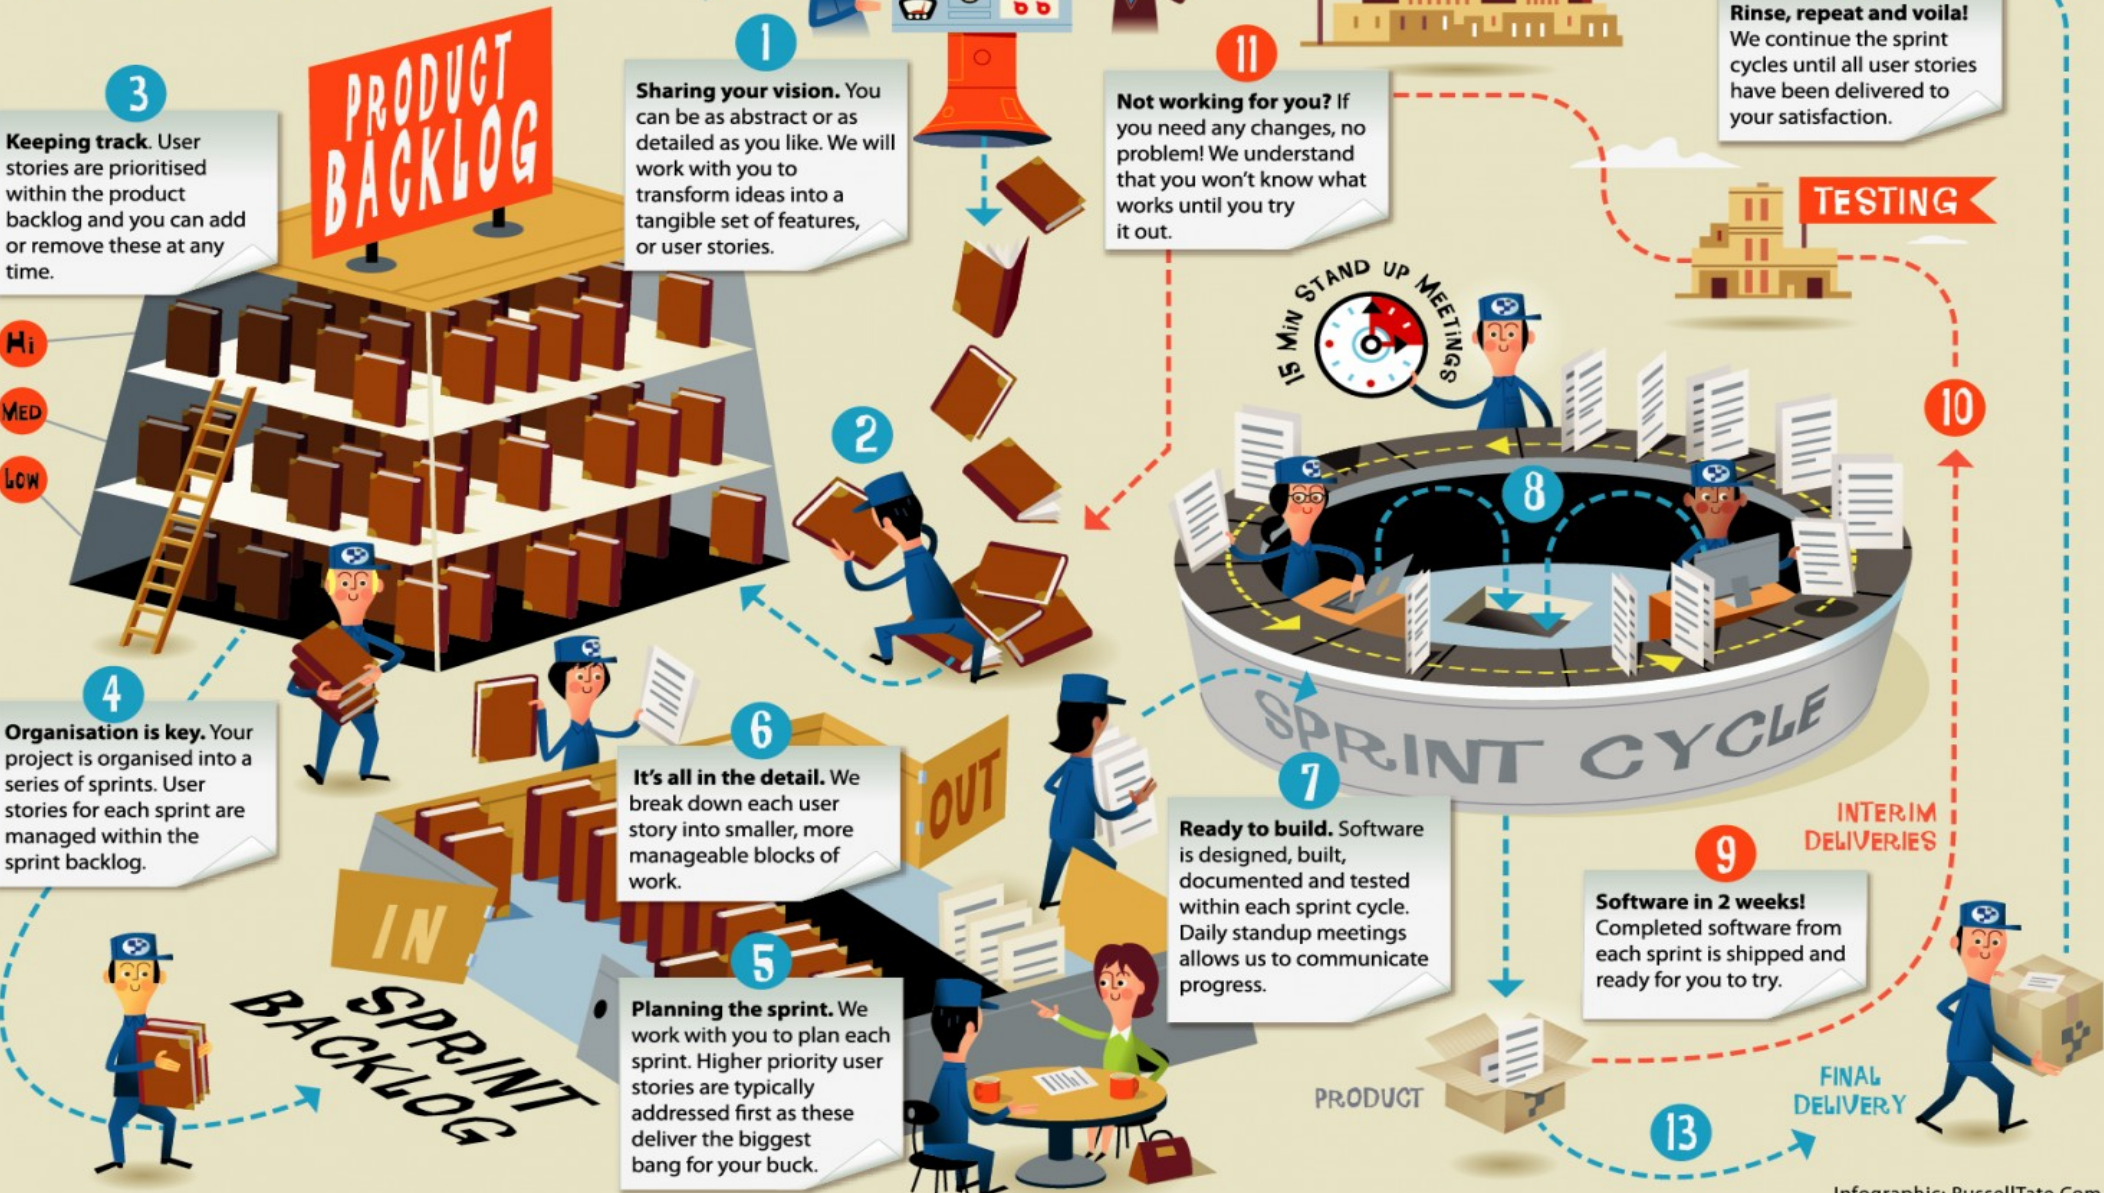 PRODUCT
BACKLOG
1
Sharing your vision. You
can be as abstract or as
detailed as you like. We will
work with you to
transform ideas into a
tangible set of features,
or user stories.
2
3
Keeping track. User
stories are prioritised
within the product
backlog and you can add
or remove these at any
time.
Hi
MED
LOW
4
Organisation is key. Your
project is organised into a
series of sprints. User
stories for each sprint are
managed within the
sprint backlog.
IN
OUT
SPRINT
BACKLOG
5
Planning the sprint. We
work with you to plan each
sprint. Higher priority user
stories are typically
addressed first as these
deliver the biggest
bang for your buck.
6
It's all in the detail. We
break down each user
story into smaller, more
manageable blocks of
work.
7
Ready to build. Software
is designed, built,
documented and tested
within each sprint cycle.
Daily standup meetings
allows us to communicate
progress.
15 MiN STAND UP MEETiNGS
8
SPRINT CYCLE
9
Software in 2 weeks!
Completed software from
each sprint is shipped and
ready for you to try.
INTERIM
DELIVERIES
10
TESTING
11
Not working for you? If
you need any changes, no
problem! We understand
that you won't know what
works until you try
it out.
Rinse, repeat and voila!
We continue the sprint
cycles until all user stories
have been delivered to
your satisfaction.
PRODUCT
13
FINAL
DELIVERY
Infographic: RussellTate.Com